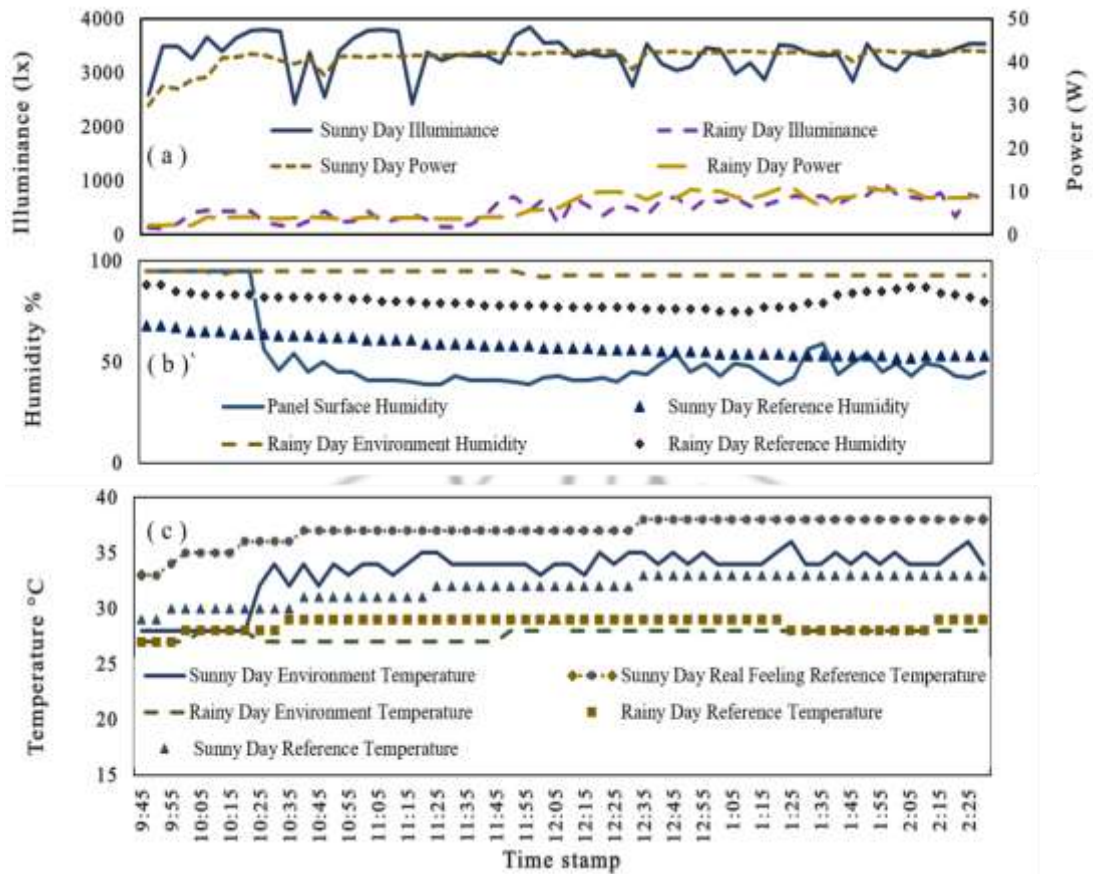 4000
3000
2000
1000
0
Illuminance (lx)
50
40
30
20
10
0
Power (W)
Sunny Day Illuminance
Rainy Day Illuminance
Sunny Day Power
Rainy Day Power
( a )
100
50
0
Humidity %
( b )`
Panel Surface Humidity
Sunny Day Reference Humidity
Rainy Day Environment Humidity
Rainy Day Reference Humidity
40
35
30
25
20
15
Temperature °C
( c )
Sunny Day Environment Temperature
Sunny Day Real Feeling Reference Temperature
Rainy Day Environment Temperature
Rainy Day Reference Temperature
Sunny Day Reference Temperature
9:45
9:55
10:05
10:15
10:25
10:35
10:45
10:55
11:05
11:15
11:25
11:35
11:45
11:55
12:05
12:15
12:25
12:35
12:45
12:55
1:05
1:15
1:25
1:35
1:45
1:55
2:05
2:15
2:25
Time stamp